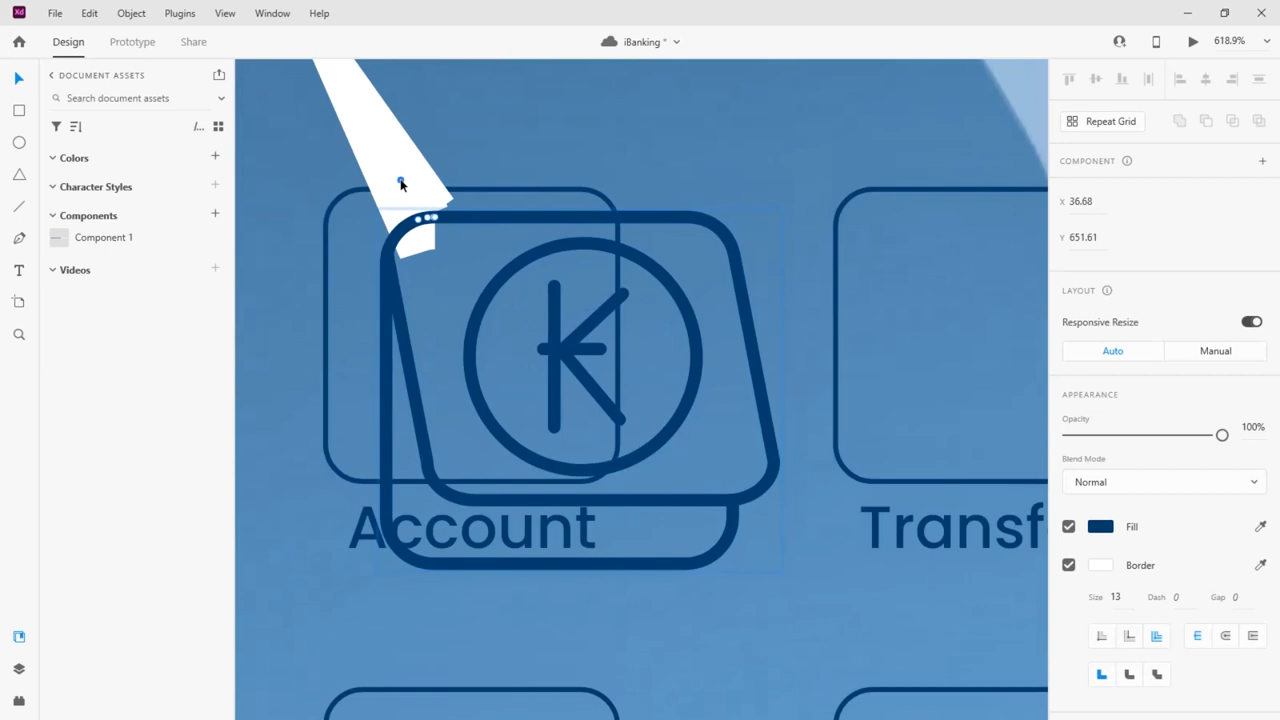 Xd File Edit Object Plugins View Window Help
Design Prototype Share iBanking * 618.9%
DOCUMENT ASSETS
Search document assets
/...
Colors
Character Styles
Components
Component 1
Videos
Account
Transf
Repeat Grid
COMPONENT
X 36.68
Y 651.61
LAYOUT
Responsive Resize
Auto Manual
APPEARANCE
Opacity
100%
Blend Mode
Normal
Fill
Border
Size 13 Dash 0 Gap 0